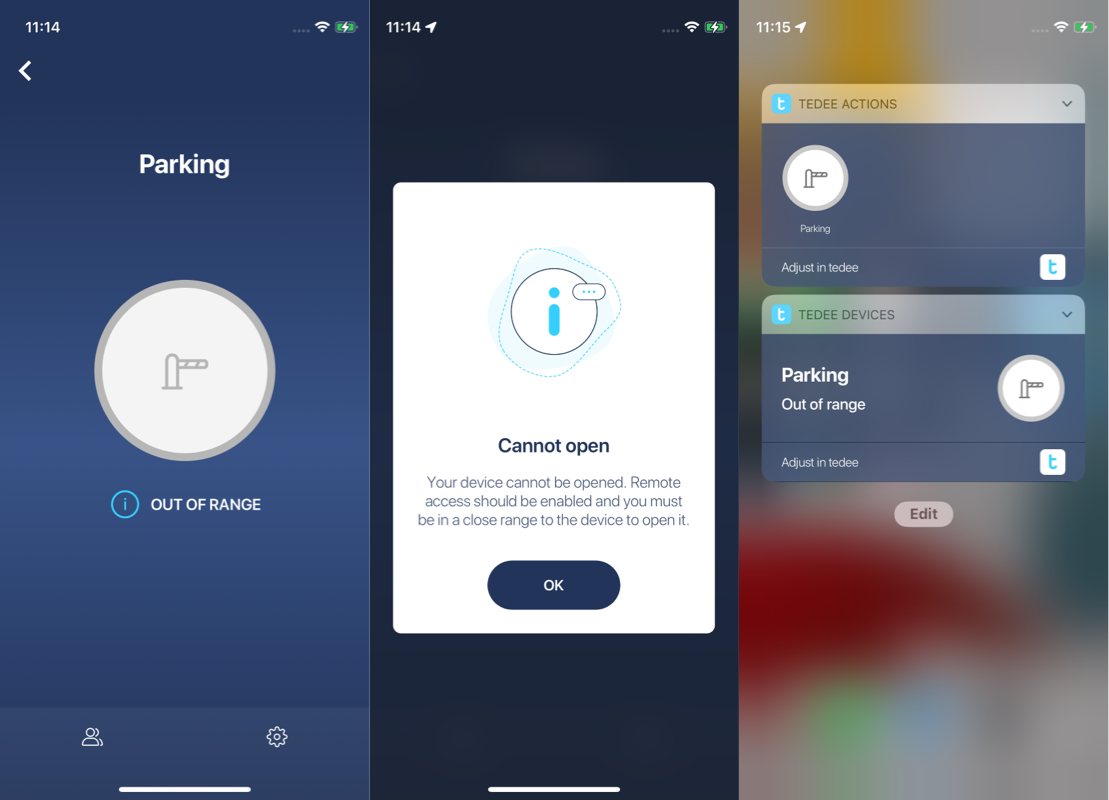 11:14
Parking
OUT OF RANGE
11:14
Cannot open
Your device cannot be opened. Remote
access should be enabled and you must
be in a close range to the device to open it.
OK
11:15
t TEDEE ACTIONS
Parking
Adjust in tedee t
t TEDEE DEVICES
Parking
Out of range
Adjust in tedee t
Edit